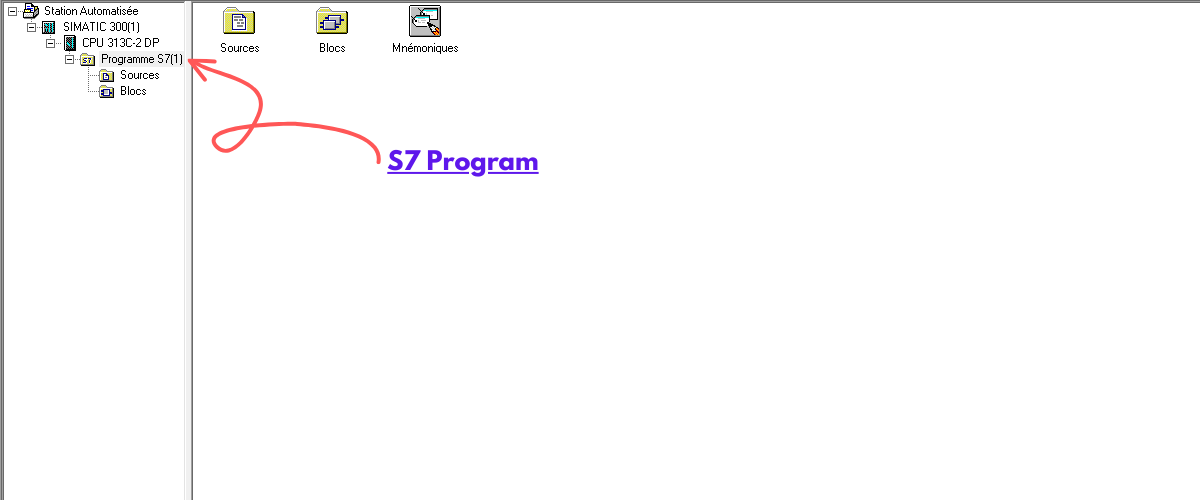 Station Automatisée
SIMATIC 300(1)
CPU 313C-2 DP
S7 Programme S7(1)
Sources
Blocs
Sources Blocs Mnémoniques
S7 Program